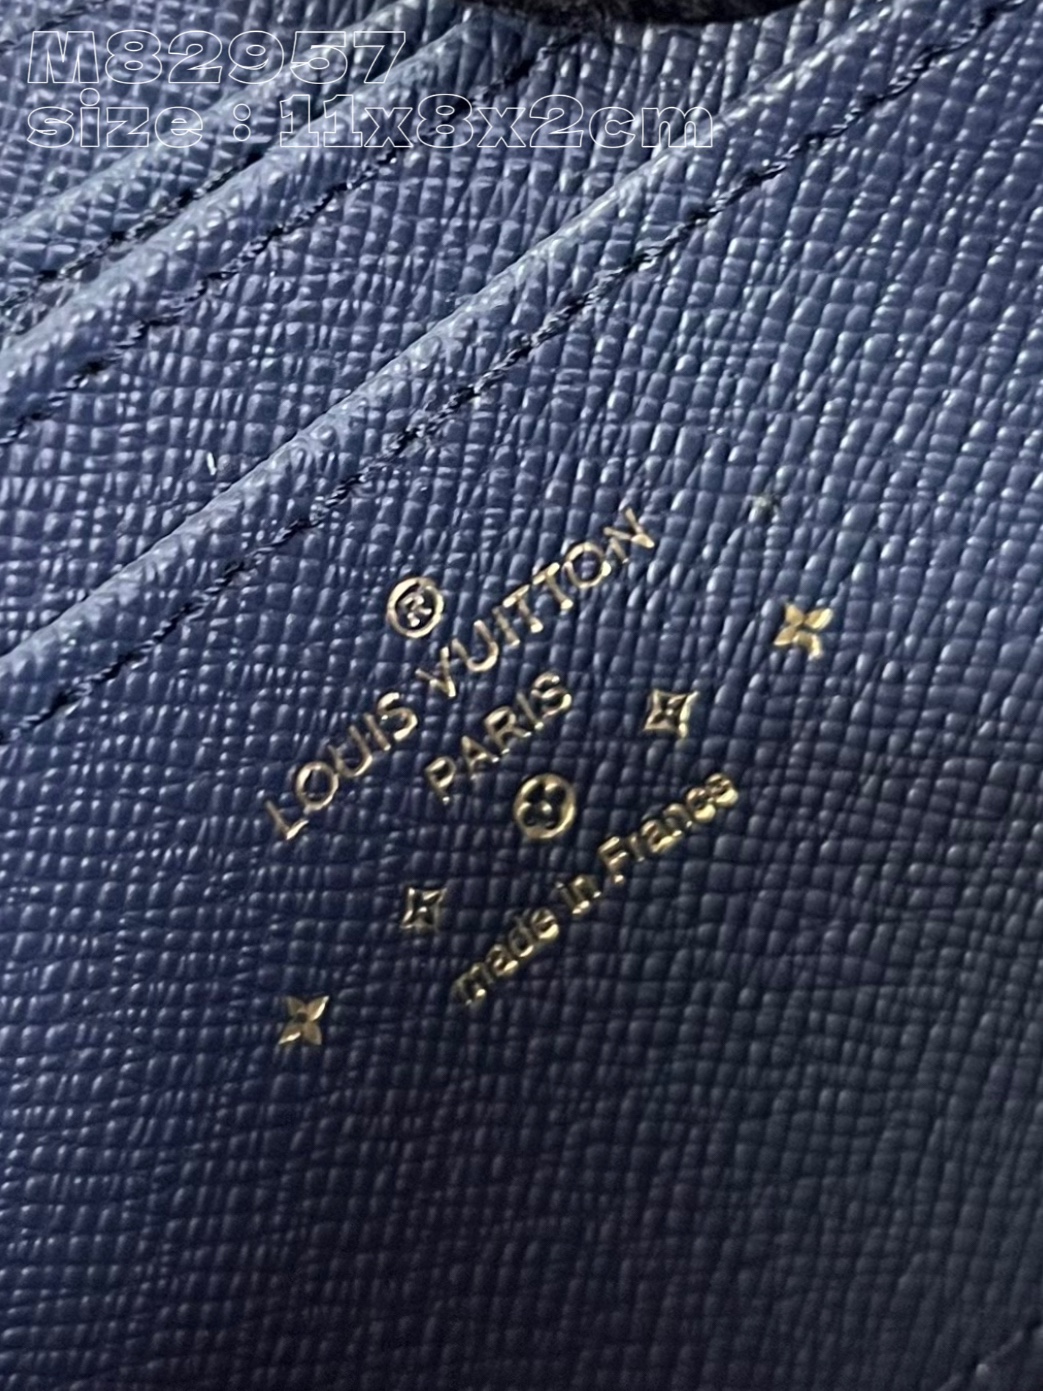 M82957
size : 11x8x2cm
®
LOUIS VUITTON
PARIS
made in France